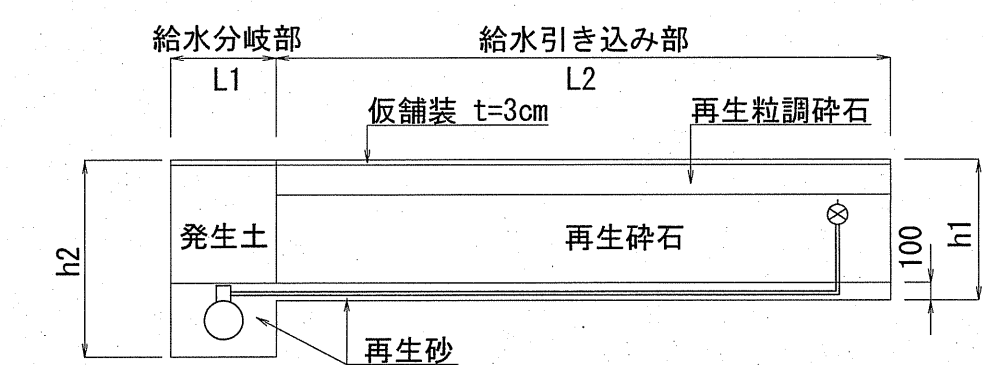 給水分岐部
給水引き込み部
L1
L2
仮舗装 t=3cm
再生粒調砕石
発生土
再生砕石
h2
100
h1
再生砂